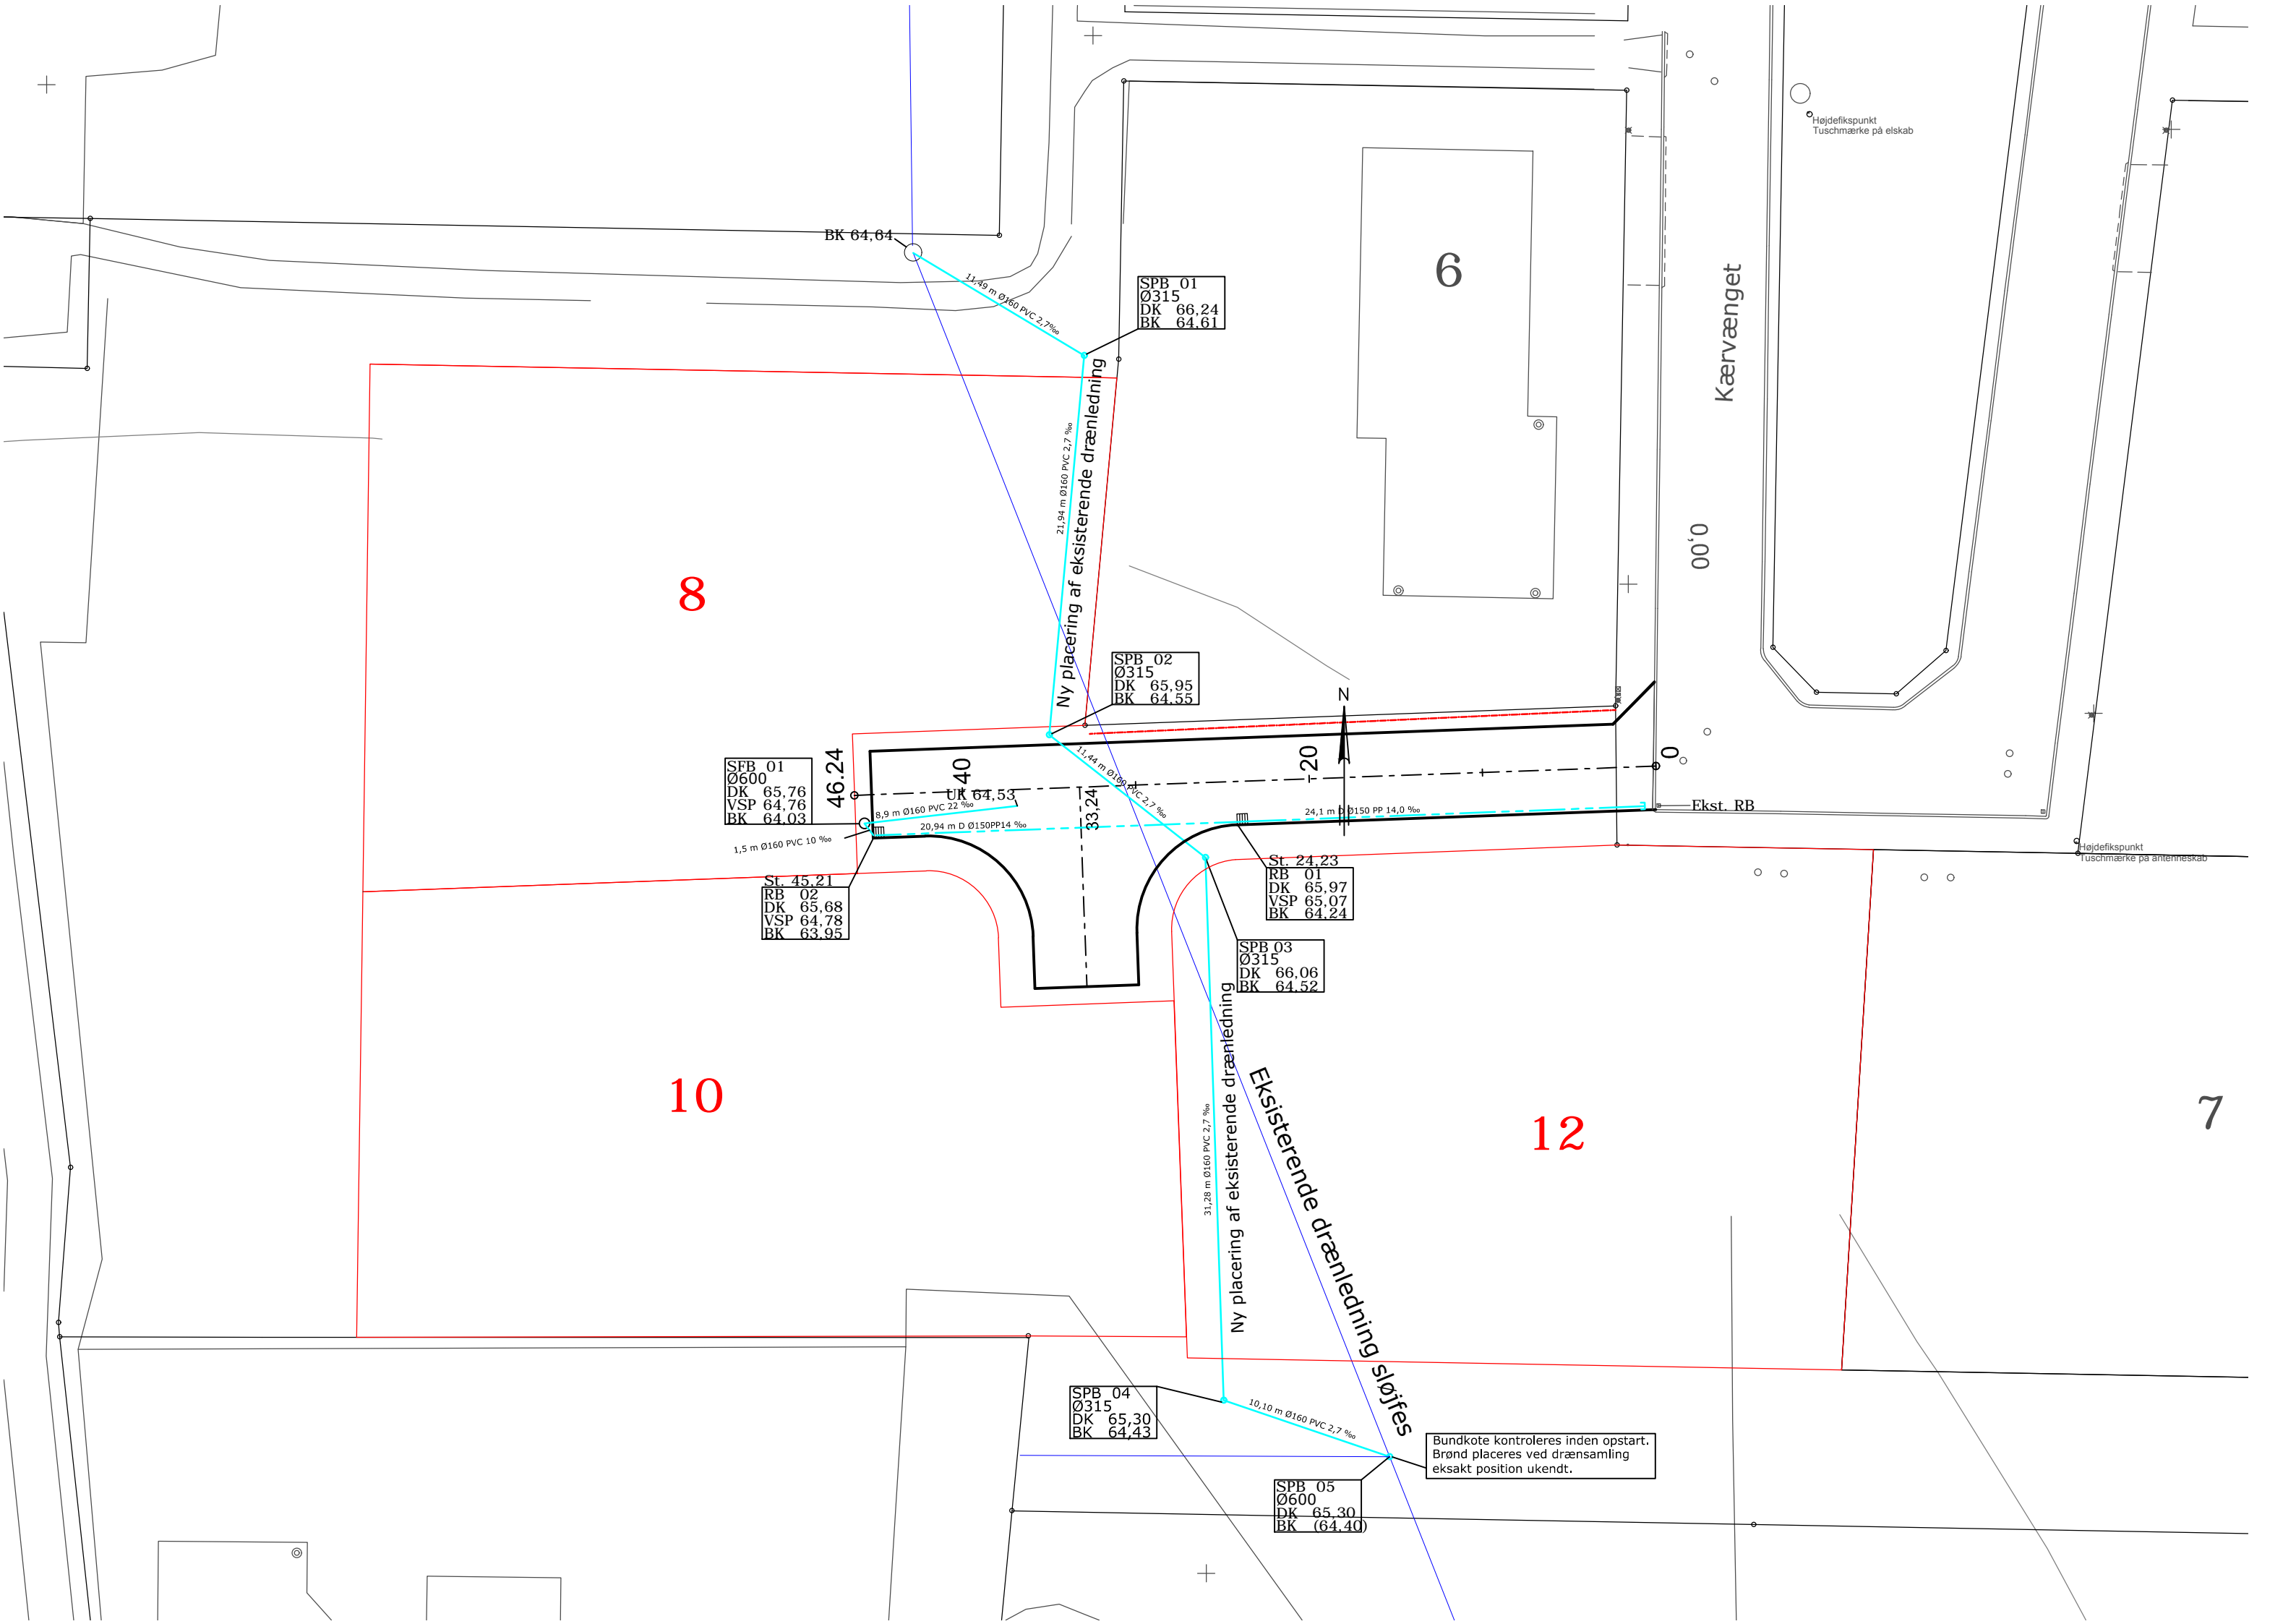 Højdefikspunkt
Tuschmærke på elskab
BK 64,64
11,49 m Ø160 PVC 2,7‰
SPB 01
Ø315
DK 66,24
BK 64,61
6
Kærvænget
0,00
21,94 m Ø160 PVC 2,7 ‰
Ny placering af eksisterende drænledning
8
SPB 02
Ø315
DK 65,95
BK 64,55
N
SFB 01
Ø600
DK 65,76
VSP 64,76
BK 64,03
46.24
40
20
0
UK 64,53
8,9 m Ø160 PVC 22 ‰
33,24
11,44 m Ø160 PVC 2,7 ‰
24,1 m D Ø150 PP 14,0 ‰
Ekst. RB
20,94 m D Ø150PP14 ‰
1,5 m Ø160 PVC 10 ‰
Højdefikspunkt
Tuschmærke på antenneskab
St. 45,21
RB 02
DK 65,68
VSP 64,78
BK 63,95
St. 24,23
RB 01
DK 65,97
VSP 65,07
BK 64,24
SPB 03
Ø315
DK 66,06
BK 64,52
10
12
7
31,28 m Ø160 PVC 2,7 ‰
Ny placering af eksisterende drænledning
Eksisterende drænledning sløjfes
SPB 04
Ø315
DK 65,30
BK 64,43
10,10 m Ø160 PVC 2,7 ‰
Bundkote kontroleres inden opstart.
Brønd placeres ved drænsamling
eksakt position ukendt.
SPB 05
Ø600
DK 65,30
BK (64,40)